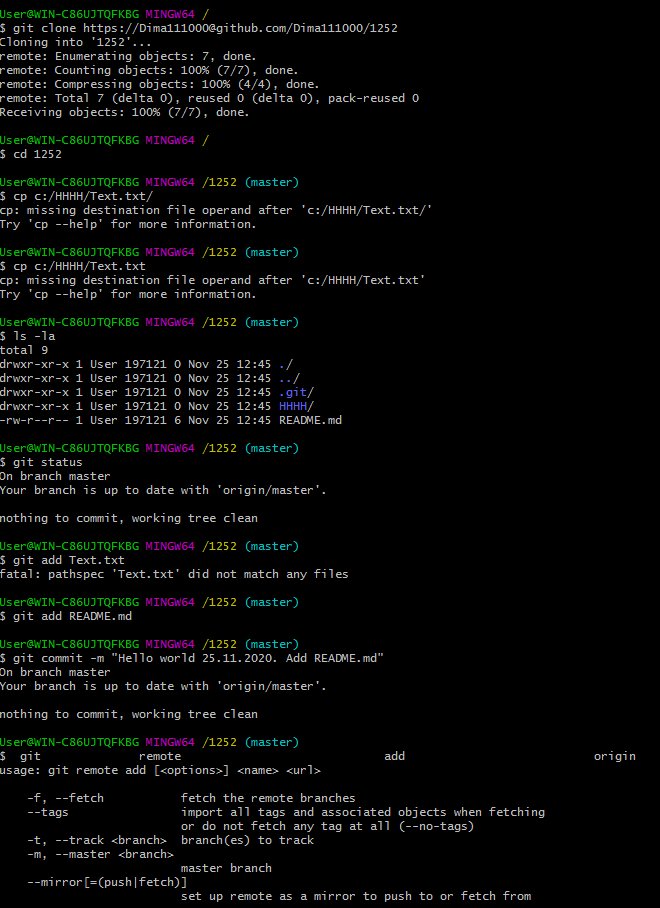 User@WIN-C86UJTQFKBG MINGW64 /
$ git clone https://Dima111000@github.com/Dima111000/1252
Cloning into '1252'...
remote: Enumerating objects: 7, done.
remote: Counting objects: 100% (7/7), done.
remote: Compressing objects: 100% (4/4), done.
remote: Total 7 (delta 0), reused 0 (delta 0), pack-reused 0
Receiving objects: 100% (7/7), done.
User@WIN-C86UJTQFKBG MINGW64 /
$ cd 1252
User@WIN-C86UJTQFKBG MINGW64 /1252 (master)
$ cp c:/HHHH/Text.txt/
cp: missing destination file operand after 'c:/HHHH/Text.txt/'
Try 'cp --help' for more information.
User@WIN-C86UJTQFKBG MINGW64 /1252 (master)
$ cp c:/HHHH/Text.txt
cp: missing destination file operand after 'c:/HHHH/Text.txt'
Try 'cp --help' for more information.
User@WIN-C86UJTQFKBG MINGW64 /1252 (master)
$ ls -la
total 9
drwxr-xr-x 1 User 197121 0 Nov 25 12:45 ./
drwxr-xr-x 1 User 197121 0 Nov 25 12:45 ../
drwxr-xr-x 1 User 197121 0 Nov 25 12:45 .git/
drwxr-xr-x 1 User 197121 0 Nov 25 12:45 HHHH/
-rw-r--r-- 1 User 197121 6 Nov 25 12:45 README.md
User@WIN-C86UJTQFKBG MINGW64 /1252 (master)
$ git status
On branch master
Your branch is up to date with 'origin/master'.
nothing to commit, working tree clean
User@WIN-C86UJTQFKBG MINGW64 /1252 (master)
$ git add Text.txt
fatal: pathspec 'Text.txt' did not match any files
User@WIN-C86UJTQFKBG MINGW64 /1252 (master)
$ git add README.md
User@WIN-C86UJTQFKBG MINGW64 /1252 (master)
$ git commit -m "Hello world 25.11.2020. Add README.md"
On branch master
Your branch is up to date with 'origin/master'.
nothing to commit, working tree clean
User@WIN-C86UJTQFKBG MINGW64 /1252 (master)
$ git remote add origin
usage: git remote add [<options>] <name> <url>
-f, --fetch fetch the remote branches
--tags import all tags and associated objects when fetching
or do not fetch any tag at all (--no-tags)
-t, --track <branch> branch(es) to track
-m, --master <branch>
master branch
--mirror[=(push|fetch)]
set up remote as a mirror to push to or fetch from